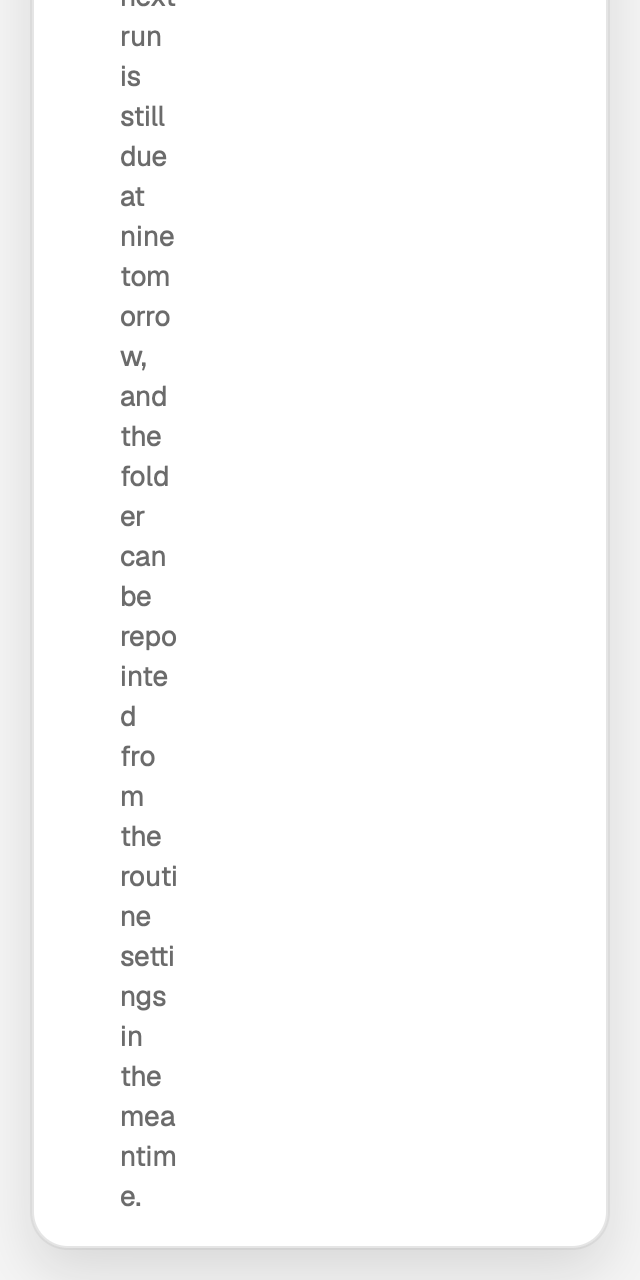 next
run
is
still
due
at
nine
tom
orro
w,
and
the
fold
er
can
be
repo
inte
d
fro
m
the
routi
ne
setti
ngs
in
the
mea
ntim
e.